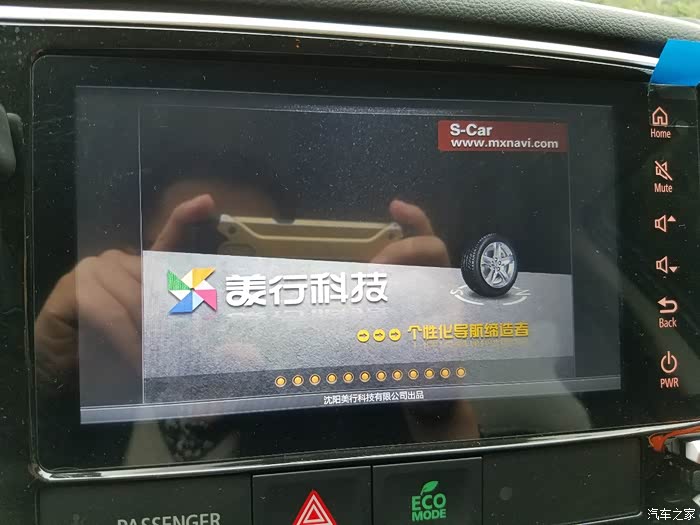 S-Car
www.mxnavi.com
Home
Mute
美行科技
个性化导航缔造者
Back
PWR
沈阳美行科技有限公司出品
ECO
MODE
PASSENGER
汽车之家